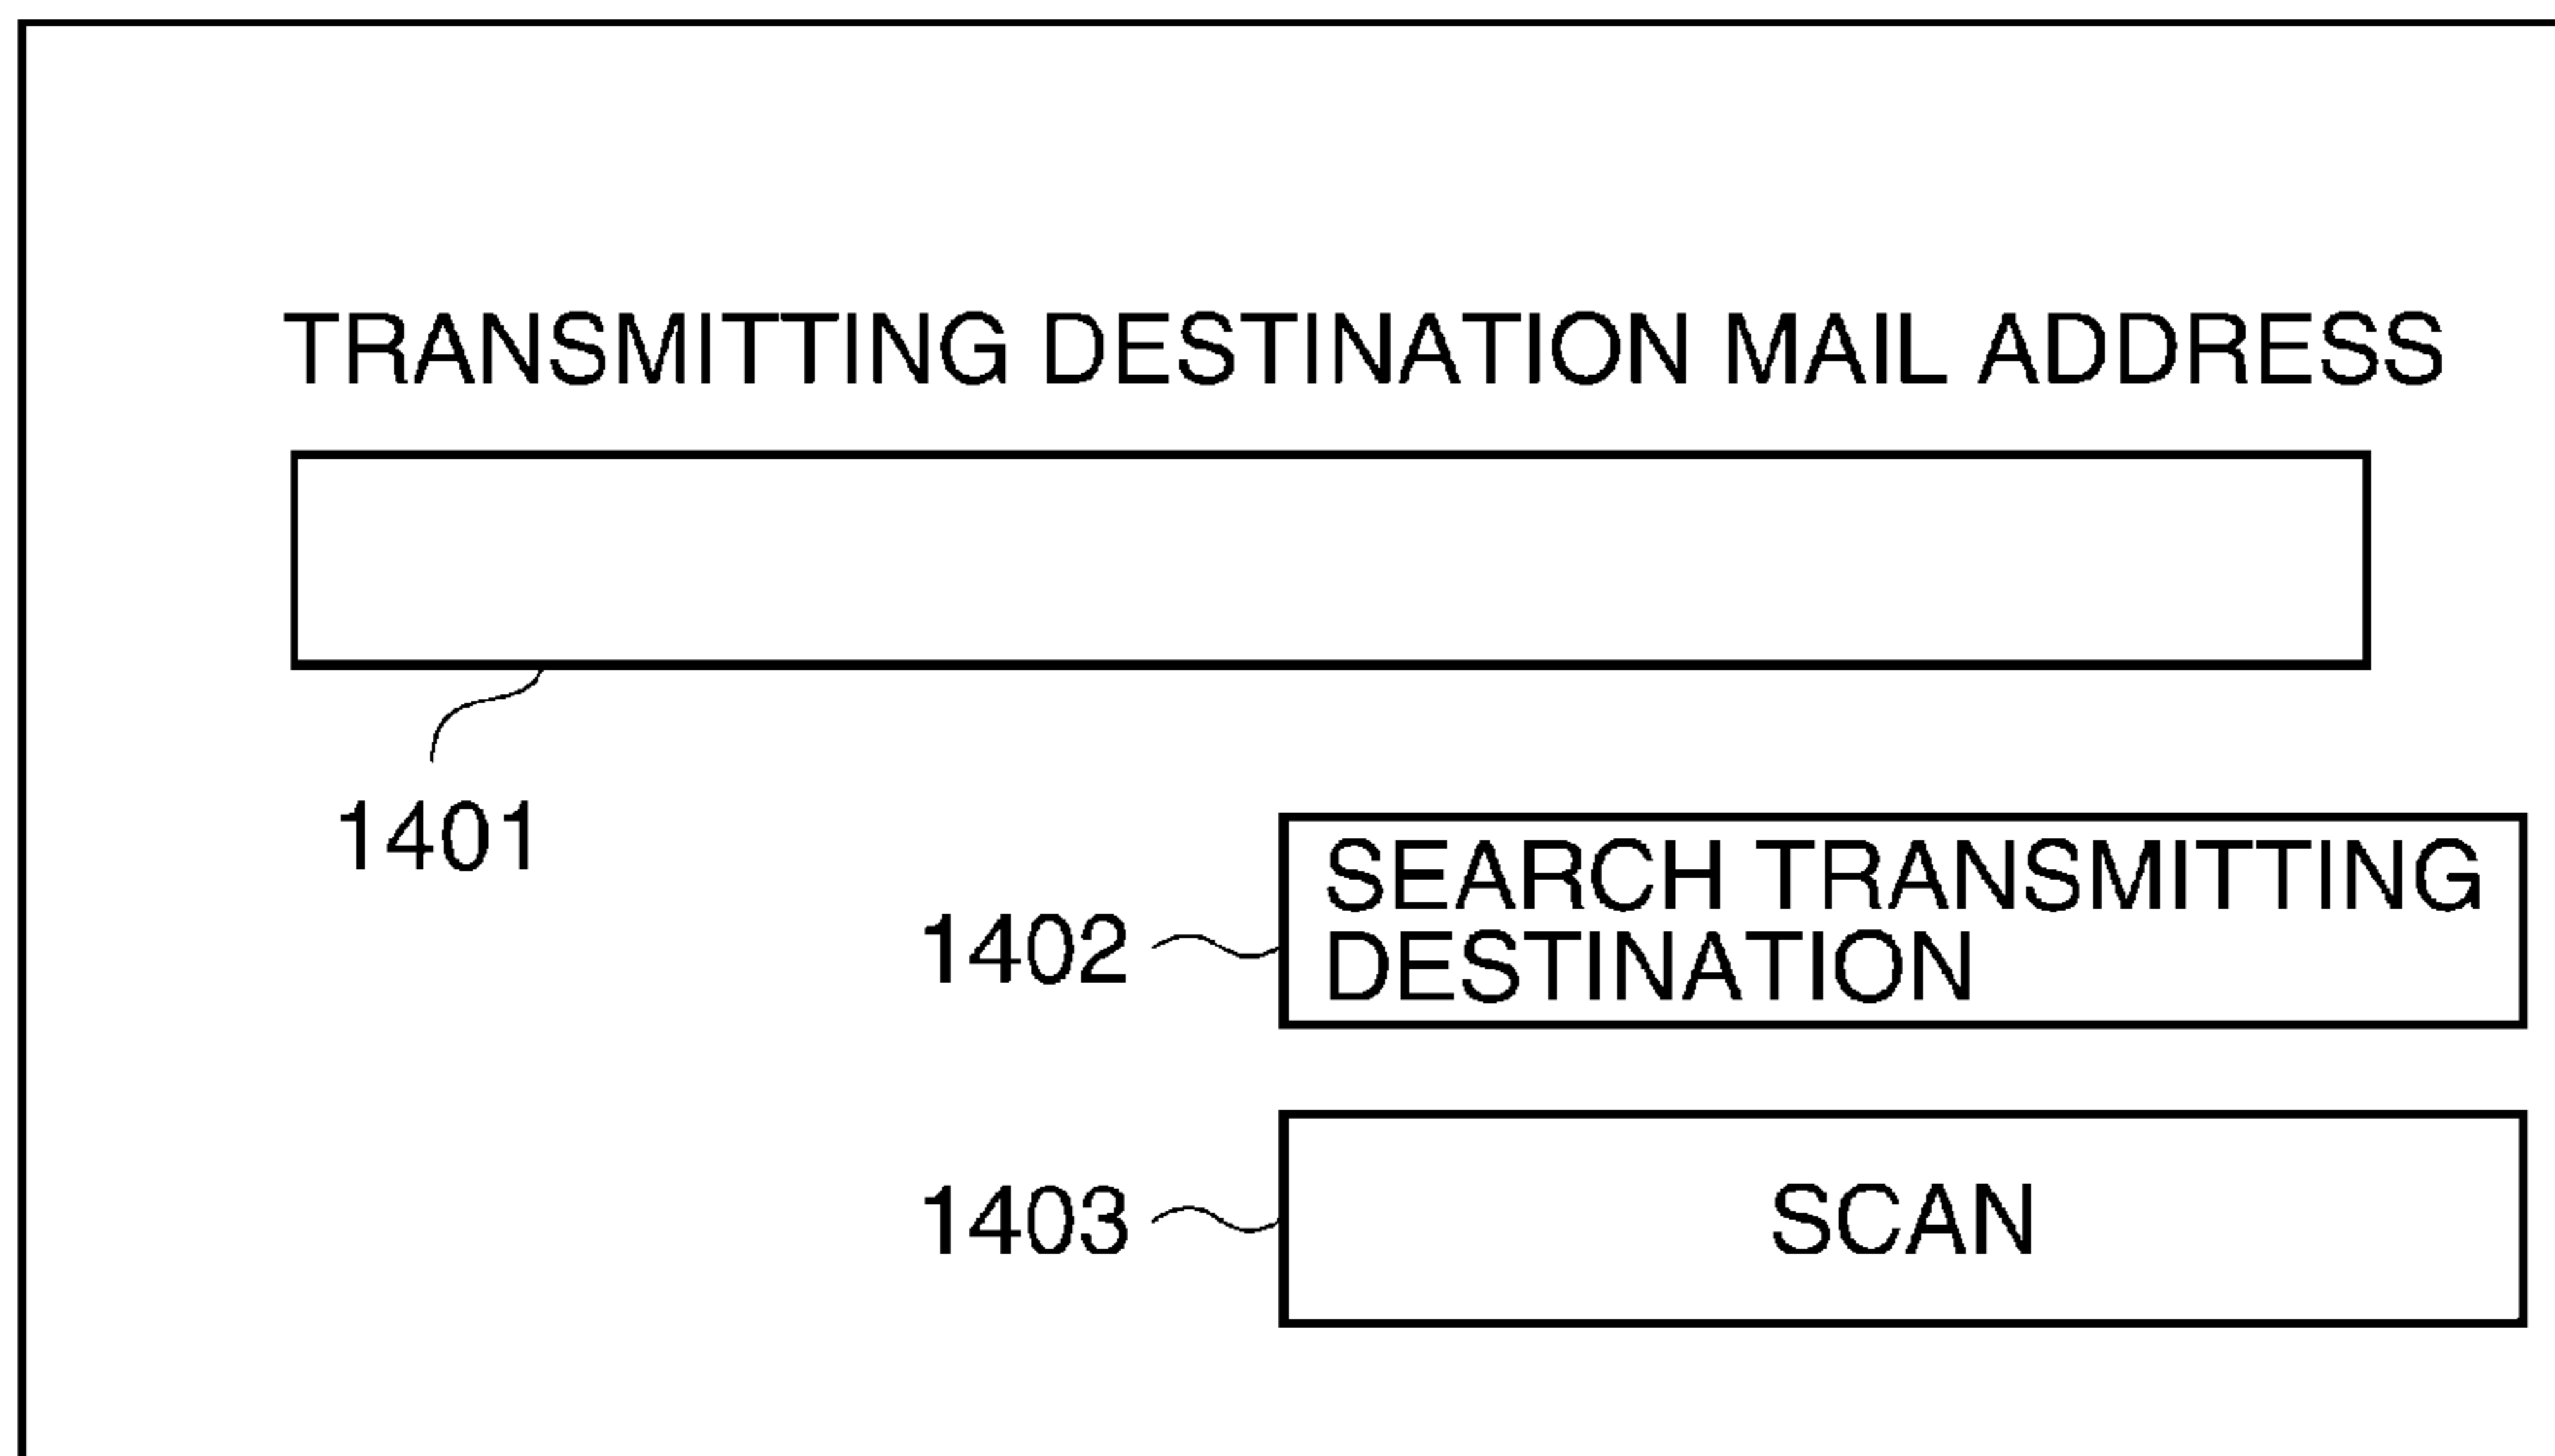 TRANSMITTING DESTINATION MAIL ADDRESS
1401
SEARCH TRANSMITTING
DESTINATION
1402
SCAN
1403